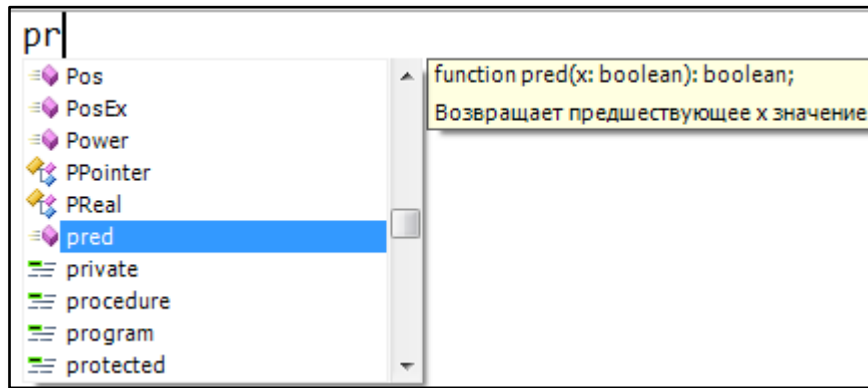 pr
Pos
PosEx
Power
PPointer
PReal
pred
private
procedure
program
protected
function pred(x: boolean): boolean;
Возвращает предшествующее x значение